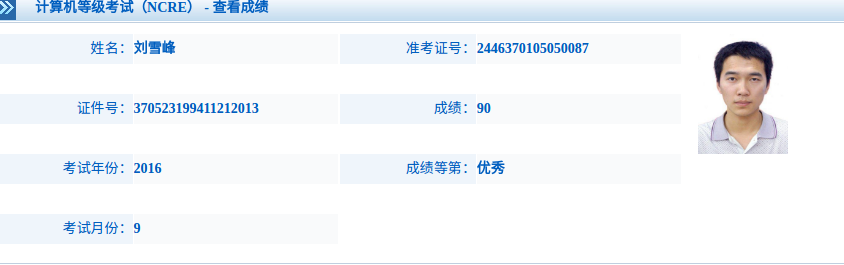 计算机等级考试（NCRE） - 查看成绩
姓名： 刘雪峰 准考证号： 2446370105050087
证件号： 370523199411212013 成绩： 90
考试年份： 2016 成绩等第： 优秀
考试月份： 9